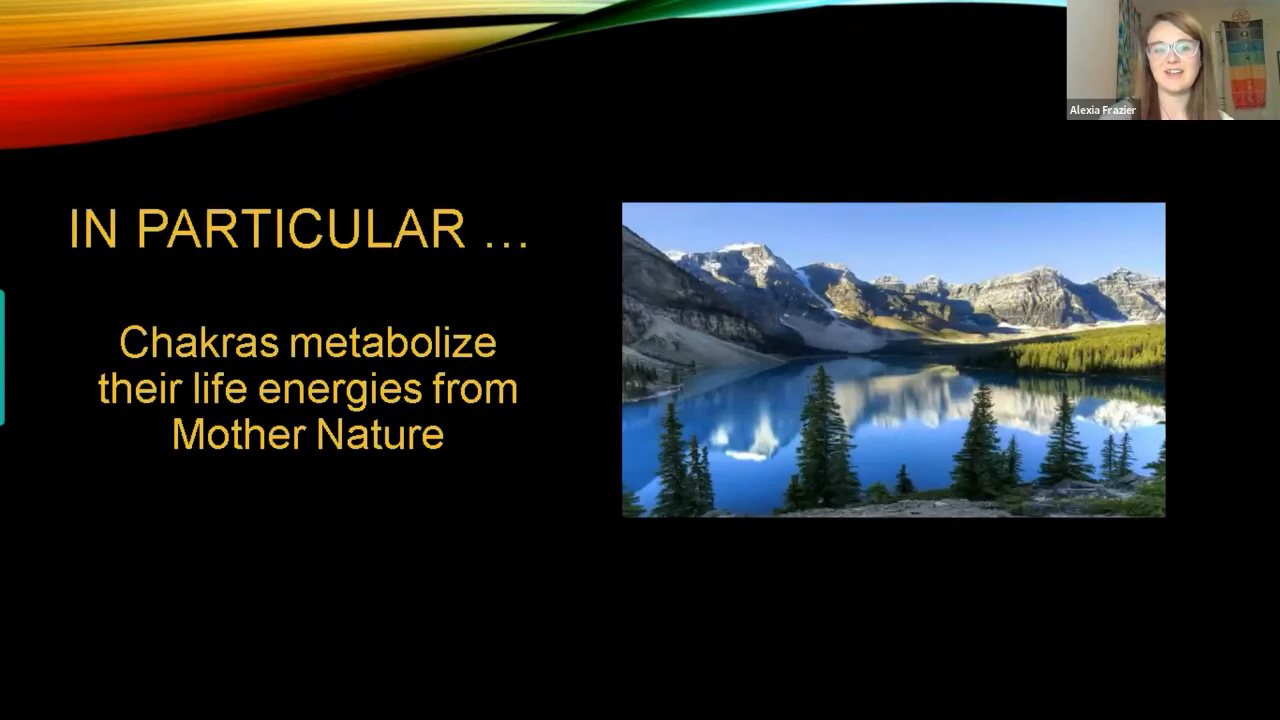 Alexia Frazier
IN PARTICULAR ...
Chakras metabolize
their life energies from
Mother Nature